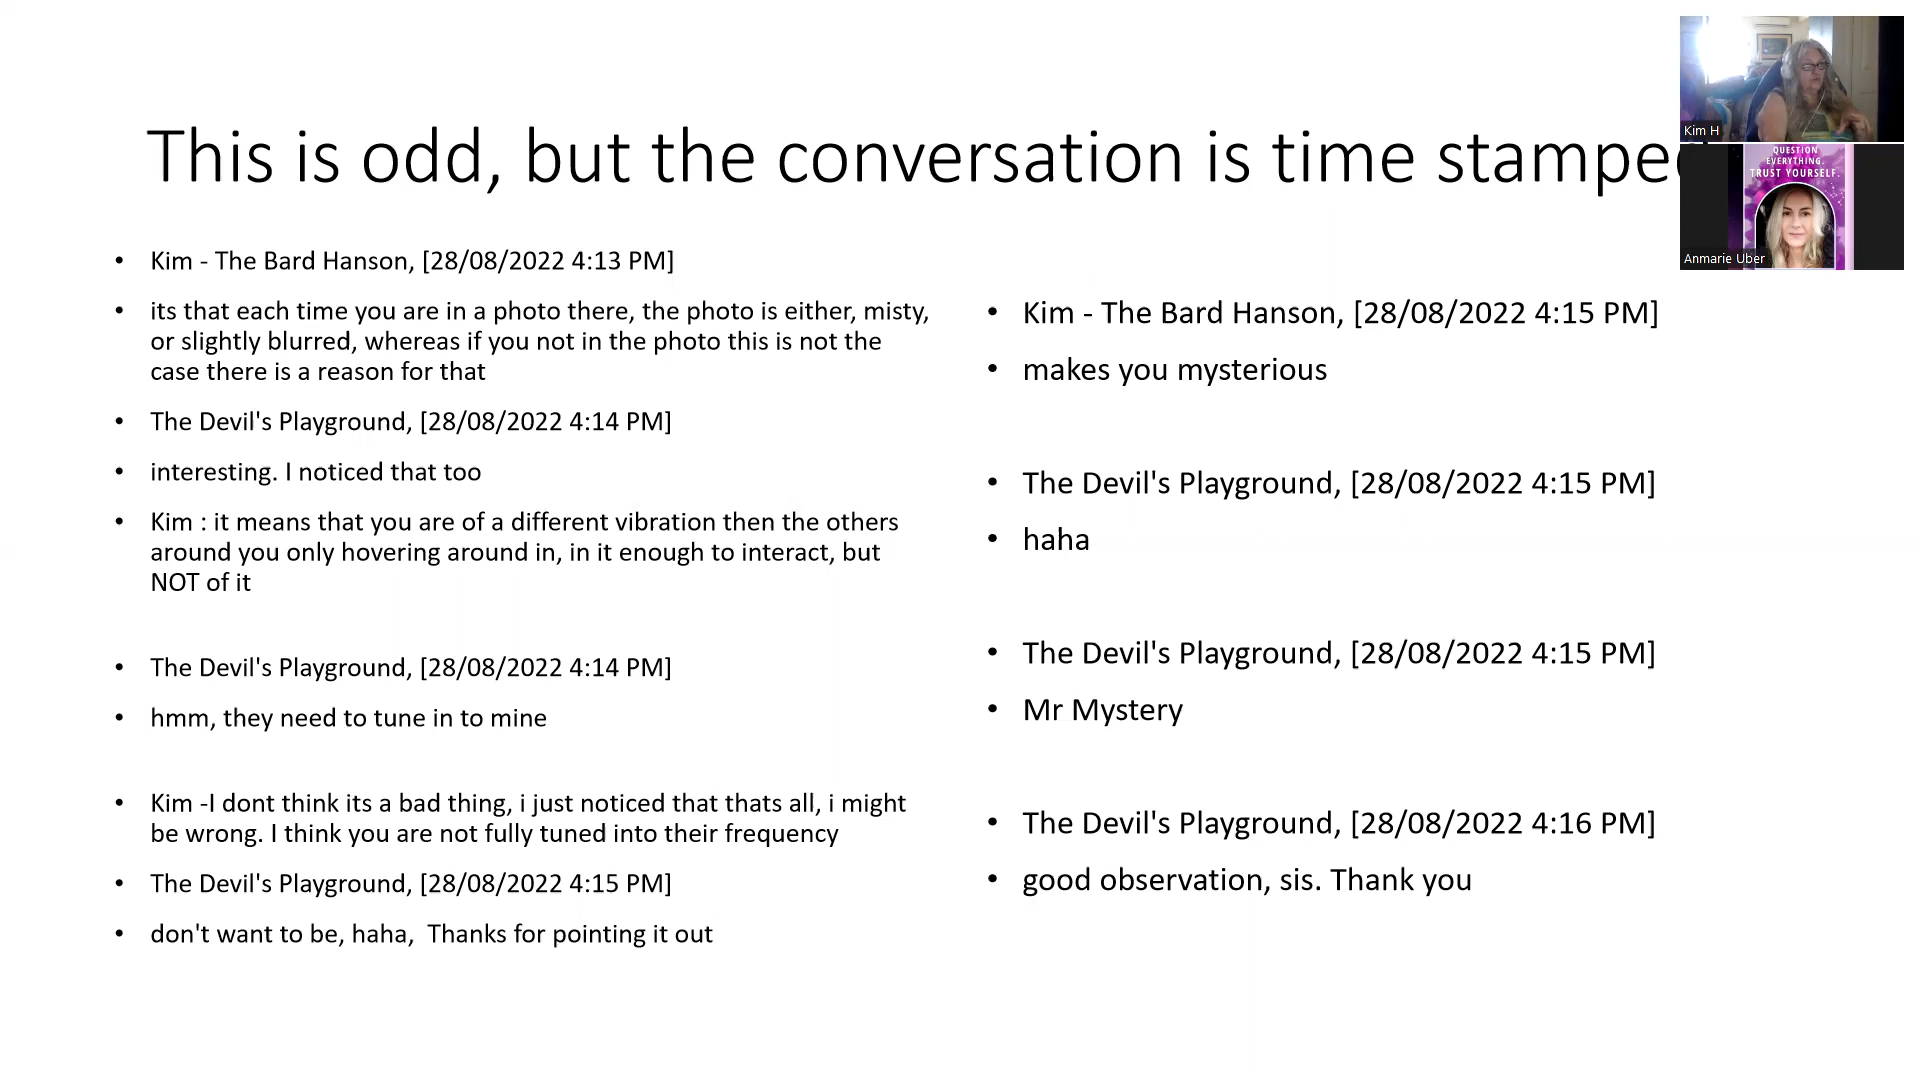 This is odd, but the conversation is time stamped
Kim - The Bard Hanson, [28/08/2022 4:13 PM]
its that each time you are in a photo there, the photo is either, misty,
or slightly blurred, whereas if you not in the photo this is not the
case there is a reason for that
The Devil's Playground, [28/08/2022 4:14 PM]
interesting. I noticed that too
Kim : it means that you are of a different vibration then the others
around you only hovering around in, in it enough to interact, but
NOT of it
The Devil's Playground, [28/08/2022 4:14 PM]
hmm, they need to tune in to mine
Kim -I dont think its a bad thing, i just noticed that thats all, i might
be wrong. I think you are not fully tuned into their frequency
The Devil's Playground, [28/08/2022 4:15 PM]
don't want to be, haha,  Thanks for pointing it out
Kim - The Bard Hanson, [28/08/2022 4:15 PM]
makes you mysterious
The Devil's Playground, [28/08/2022 4:15 PM]
haha
The Devil's Playground, [28/08/2022 4:15 PM]
Mr Mystery
The Devil's Playground, [28/08/2022 4:16 PM]
good observation, sis. Thank you
Kim H
QUESTION
EVERYTHING.
TRUST YOURSELF.
Anmarie Uber